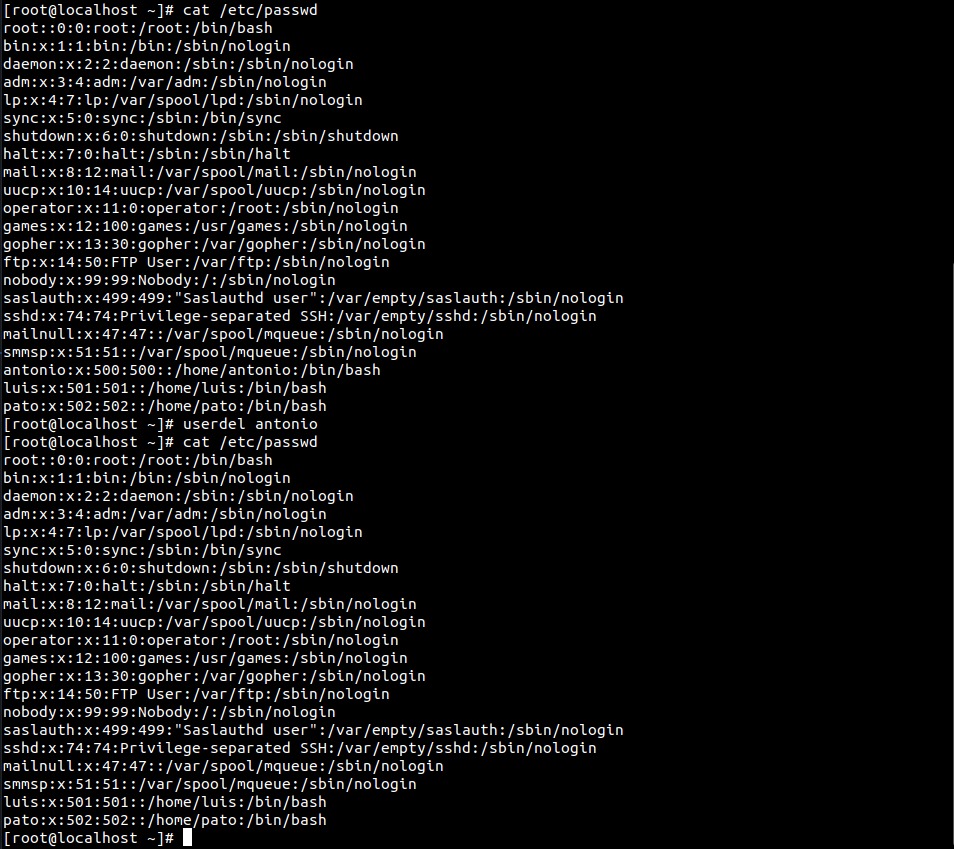 [root@localhost ~]# cat /etc/passwd
root::0:0:root:/root:/bin/bash
bin:x:1:1:bin:/bin:/sbin/nologin
daemon:x:2:2:daemon:/sbin:/sbin/nologin
adm:x:3:4:adm:/var/adm:/sbin/nologin
lp:x:4:7:lp:/var/spool/lpd:/sbin/nologin
sync:x:5:0:sync:/sbin:/bin/sync
shutdown:x:6:0:shutdown:/sbin:/sbin/shutdown
halt:x:7:0:halt:/sbin:/sbin/halt
mail:x:8:12:mail:/var/spool/mail:/sbin/nologin
uucp:x:10:14:uucp:/var/spool/uucp:/sbin/nologin
operator:x:11:0:operator:/root:/sbin/nologin
games:x:12:100:games:/usr/games:/sbin/nologin
gopher:x:13:30:gopher:/var/gopher:/sbin/nologin
ftp:x:14:50:FTP User:/var/ftp:/sbin/nologin
nobody:x:99:99:Nobody:/:/sbin/nologin
saslauth:x:499:499:"Saslauthd user":/var/empty/saslauth:/sbin/nologin
sshd:x:74:74:Privilege-separated SSH:/var/empty/sshd:/sbin/nologin
mailnull:x:47:47::/var/spool/mqueue:/sbin/nologin
smmsp:x:51:51::/var/spool/mqueue:/sbin/nologin
antonio:x:500:500::/home/antonio:/bin/bash
luis:x:501:501::/home/luis:/bin/bash
pato:x:502:502::/home/pato:/bin/bash
[root@localhost ~]# userdel antonio
[root@localhost ~]# cat /etc/passwd
root::0:0:root:/root:/bin/bash
bin:x:1:1:bin:/bin:/sbin/nologin
daemon:x:2:2:daemon:/sbin:/sbin/nologin
adm:x:3:4:adm:/var/adm:/sbin/nologin
lp:x:4:7:lp:/var/spool/lpd:/sbin/nologin
sync:x:5:0:sync:/sbin:/bin/sync
shutdown:x:6:0:shutdown:/sbin:/sbin/shutdown
halt:x:7:0:halt:/sbin:/sbin/halt
mail:x:8:12:mail:/var/spool/mail:/sbin/nologin
uucp:x:10:14:uucp:/var/spool/uucp:/sbin/nologin
operator:x:11:0:operator:/root:/sbin/nologin
games:x:12:100:games:/usr/games:/sbin/nologin
gopher:x:13:30:gopher:/var/gopher:/sbin/nologin
ftp:x:14:50:FTP User:/var/ftp:/sbin/nologin
nobody:x:99:99:Nobody:/:/sbin/nologin
saslauth:x:499:499:"Saslauthd user":/var/empty/saslauth:/sbin/nologin
sshd:x:74:74:Privilege-separated SSH:/var/empty/sshd:/sbin/nologin
mailnull:x:47:47::/var/spool/mqueue:/sbin/nologin
smmsp:x:51:51::/var/spool/mqueue:/sbin/nologin
luis:x:501:501::/home/luis:/bin/bash
pato:x:502:502::/home/pato:/bin/bash
[root@localhost ~]#